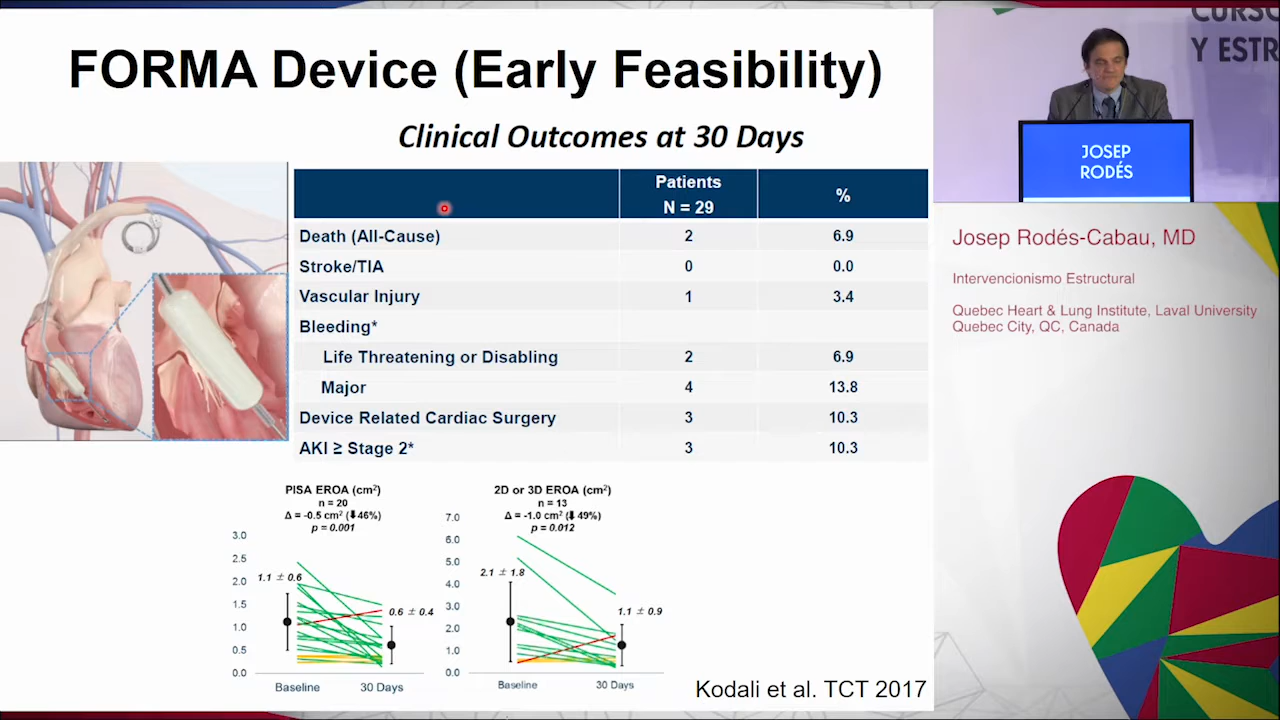 FORMA Device (Early Feasibility)
Clinical Outcomes at 30 Days
Patients
N = 29
%
Death (All-Cause) 2 6.9
Stroke/TIA 0 0.0
Vascular Injury 1 3.4
Bleeding*
Life Threatening or Disabling 2 6.9
Major 4 13.8
Device Related Cardiac Surgery 3 10.3
AKI ≥ Stage 2* 3 10.3
PISA EROA (cm²)
n = 20
Δ = -0.5 cm² (⬇46%)
p = 0.001
3.0
2.5
2.0
1.5
1.0
0.5
0.0
1.1 ± 0.6
0.6 ± 0.4
Baseline 30 Days
2D or 3D EROA (cm²)
n = 13
Δ = -1.0 cm² (⬇49%)
p = 0.012
7.0
6.0
5.0
4.0
3.0
2.0
1.0
0.0
2.1 ± 1.8
1.1 ± 0.9
Baseline 30 Days
Kodali et al. TCT 2017
Y ESTR
JOSEP
RODÉS
Josep Rodés-Cabau, MD
Intervencionismo Estructural
Quebec Heart & Lung Institute, Laval University
Quebec City, QC, Canada